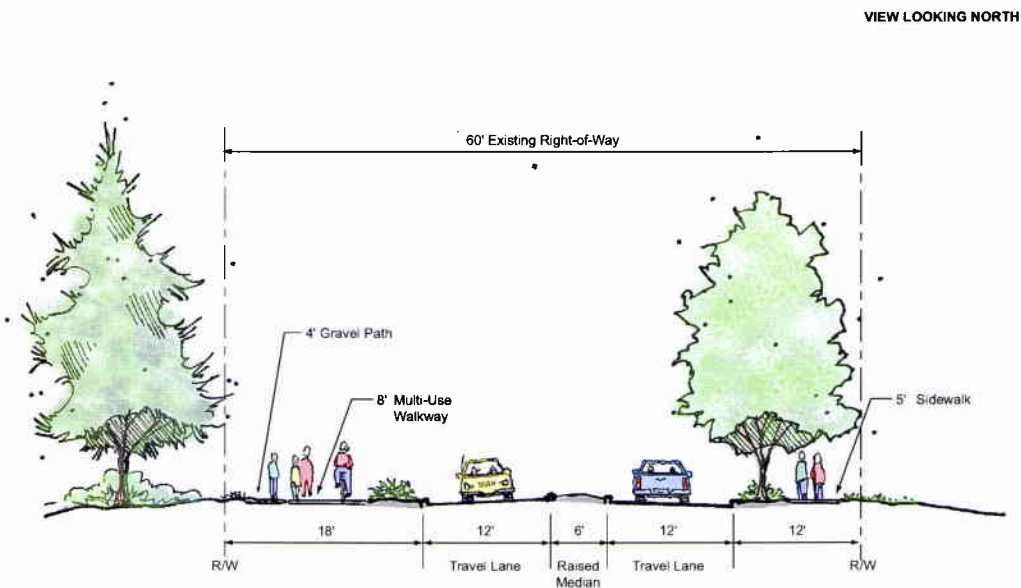 VIEW LOOKING NORTH
60' Existing Right-of-Way
4' Gravel Path
8' Multi-Use
Walkway
5' Sidewalk
18' 12' 6' 12' 12'
R/W Travel Lane Raised Travel Lane R/W
Median